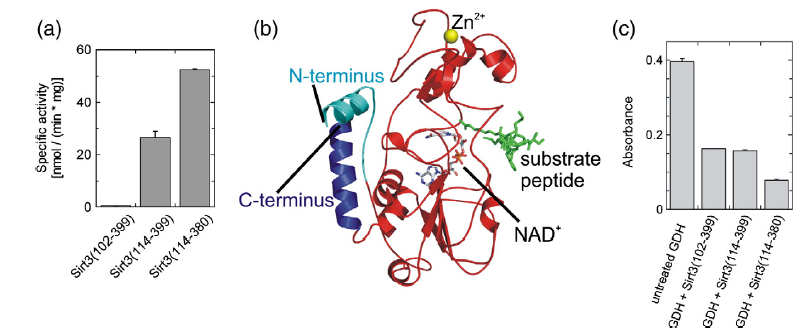 (a)
Specific activity
[nmol / (min * mg)]
60
30
0
Sirt3(102-399)
Sirt3(114-399)
Sirt3(114-380)
(b)
Zn2+
N-terminus
C-terminus
substrate
peptide
NAD+
(c)
Absorbance
0.4
0.2
0
untreated GDH
GDH + Sirt3(102-399)
GDH + Sirt3(114-399)
GDH + Sirt3(114-380)